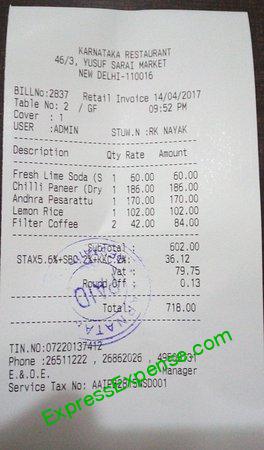 KARNATAKA RESTAURANT
46/3, YUSUF SARAI MARKET
NEW DELHI-110016
BILLNo:2837 Retail Invoice 14/04/2017
Table No: 2 / GF 09:52 PM
Cover : 1
USER :ADMIN STUW.N :RK NAYAK
Description Qty Rate Amount
Fresh Lime Soda (S 1 60.00 60.00
Chilli Paneer (Dry 1 186.00 186.00
Andhra Pesarattu 1 170.00 170.00
Lemon Rice 1 102.00 102.00
Filter Coffee 2 42.00 84.00
SubTotal : 602.00
STAX5.6%+SBC 2%+KKC 2%: 36.12
Vat : 79.75
Round Off : 0.13
PAID
Total: 718.00
TIN.NO:07220137412
Phone :26511222 , 26862026 ,
E.&.O.E. Manager
Service Tax No:
ExpressExpense.com